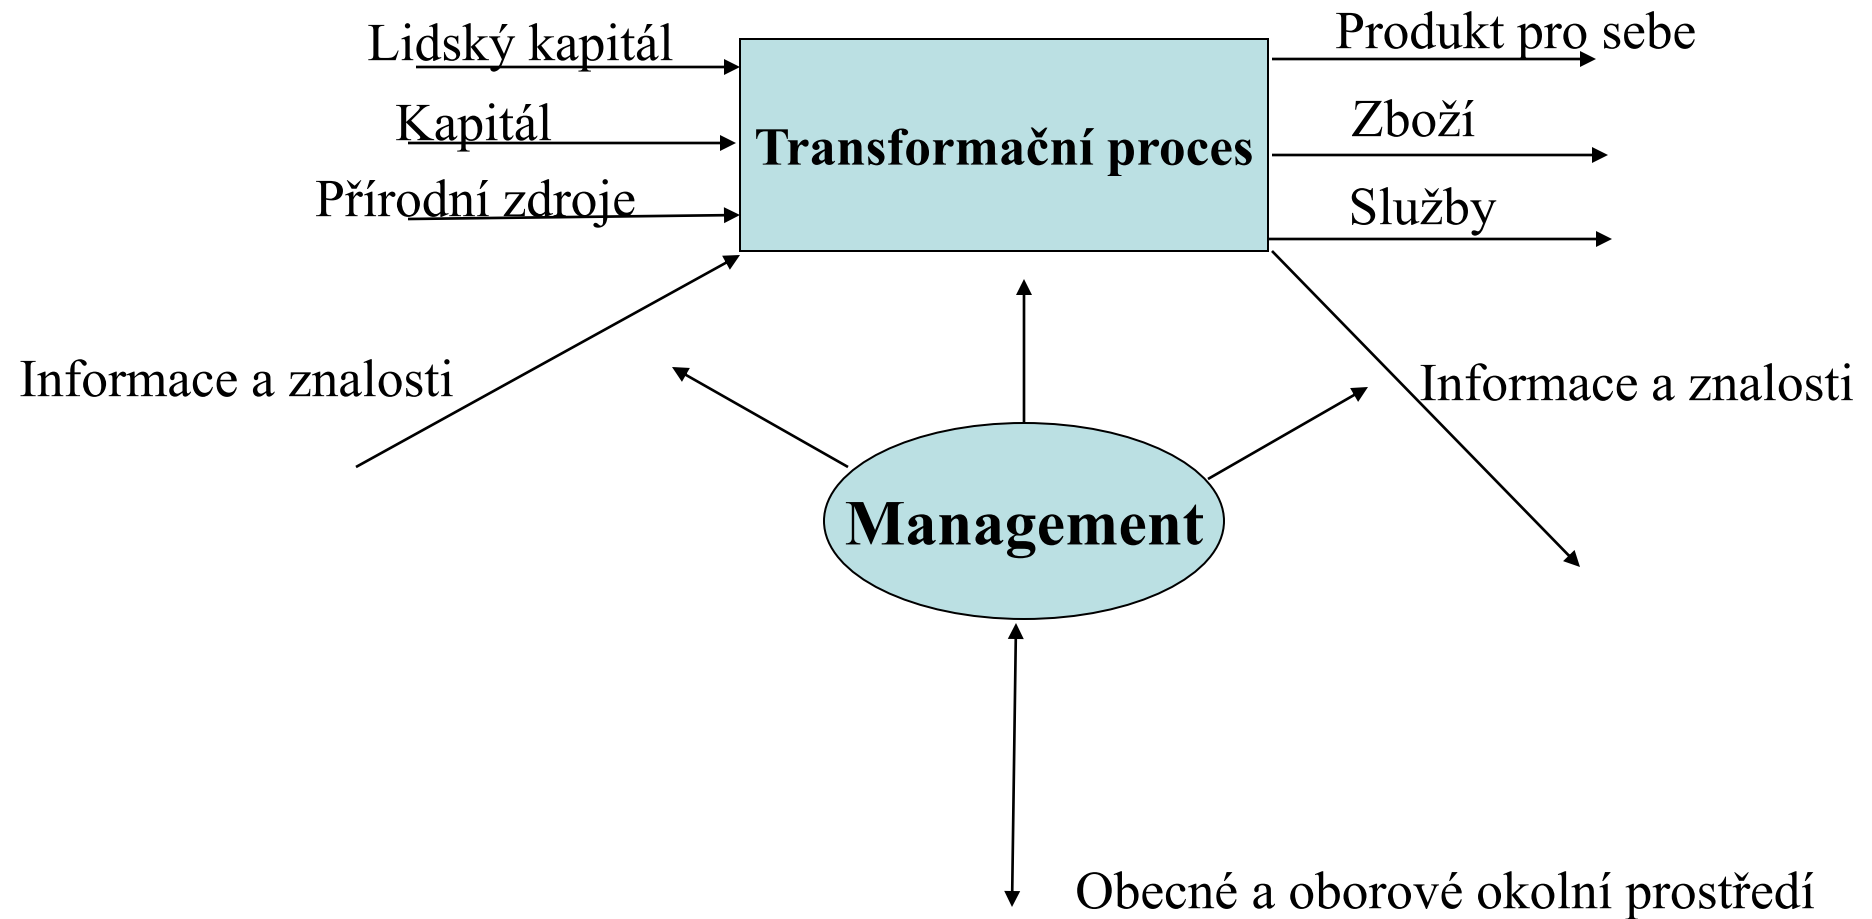 Lidský kapitál
Kapitál
Přírodní zdroje
Transformační proces
Produkt pro sebe
Zboží
Služby
Informace a znalosti
Informace a znalosti
Management
Obecné a oborové okolní prostředí